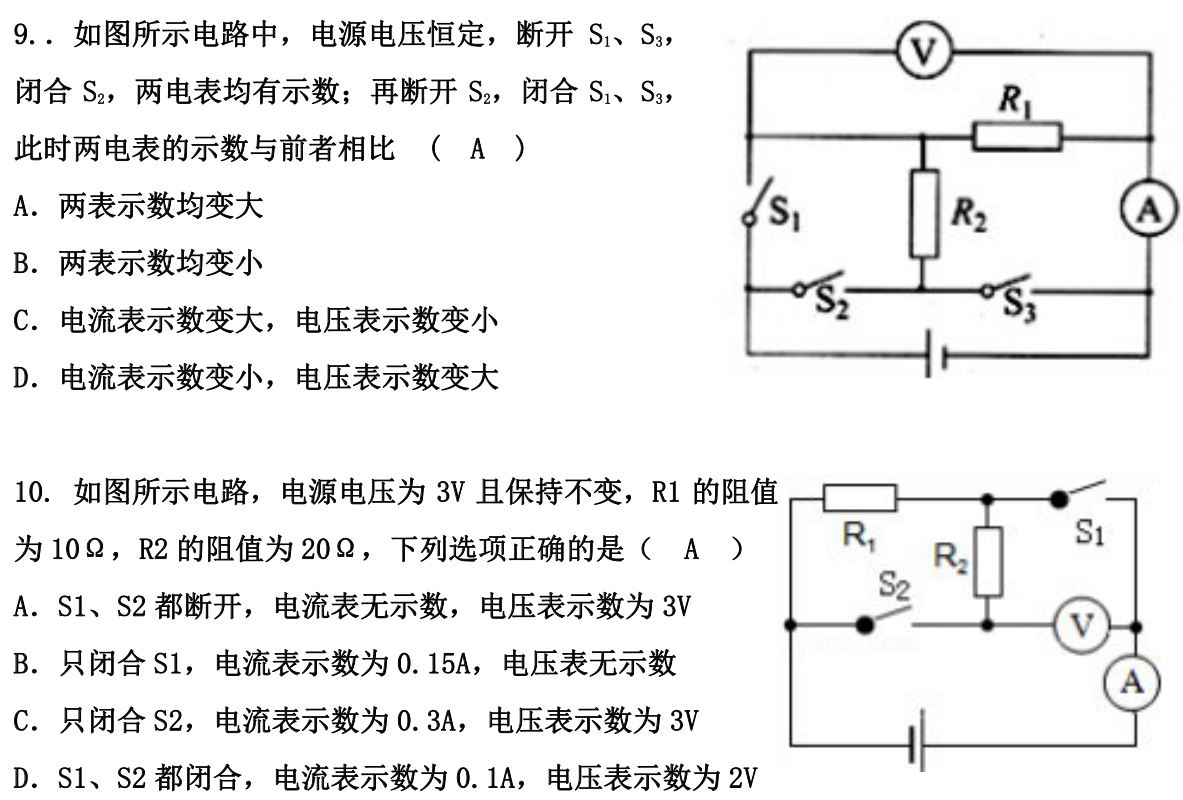 9.. 如图所示电路中，电源电压恒定，断开 S₁、S₃，
闭合 S₂，两电表均有示数；再断开 S₂，闭合 S₁、S₃，
此时两电表的示数与前者相比 ( A )
A．两表示数均变大
B．两表示数均变小
C．电流表示数变大，电压表示数变小
D．电流表示数变小，电压表示数变大
V
R₁
S₁
R₂
A
S₂
S₃
10. 如图所示电路，电源电压为 3V 且保持不变，R1 的阻值
为 10Ω，R2 的阻值为 20Ω，下列选项正确的是（ A ）
A．S1、S2 都断开，电流表无示数，电压表示数为 3V
B．只闭合 S1，电流表示数为 0.15A，电压表无示数
C．只闭合 S2，电流表示数为 0.3A，电压表示数为 3V
D．S1、S2 都闭合，电流表示数为 0.1A，电压表示数为 2V
R₁
R₂
S₁
S₂
V
A